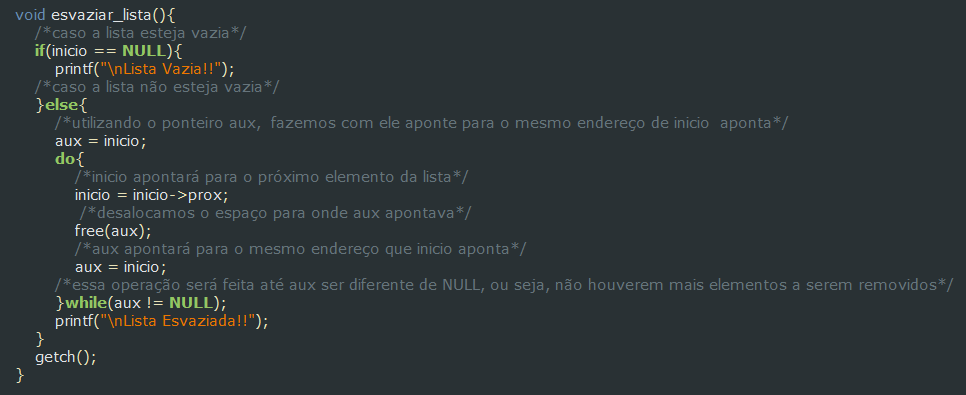 void esvaziar_lista(){
/*caso a lista esteja vazia*/
if(inicio == NULL){
printf("\nLista Vazia!!");
/*caso a lista não esteja vazia*/
}else{
/*utilizando o ponteiro aux,  fazemos com ele aponte para o mesmo endereço de inicio  aponta*/
aux = inicio;
do{
/*inicio apontará para o próximo elemento da lista*/
inicio = inicio->prox;
/*desalocamos o espaço para onde aux apontava*/
free(aux);
/*aux apontará para o mesmo endereço que inicio aponta*/
aux = inicio;
/*essa operação será feita até aux ser diferente de NULL, ou seja, não houverem mais elementos a serem removidos*/
}while(aux != NULL);
printf("\nLista Esvaziada!!");
}
getch();
}